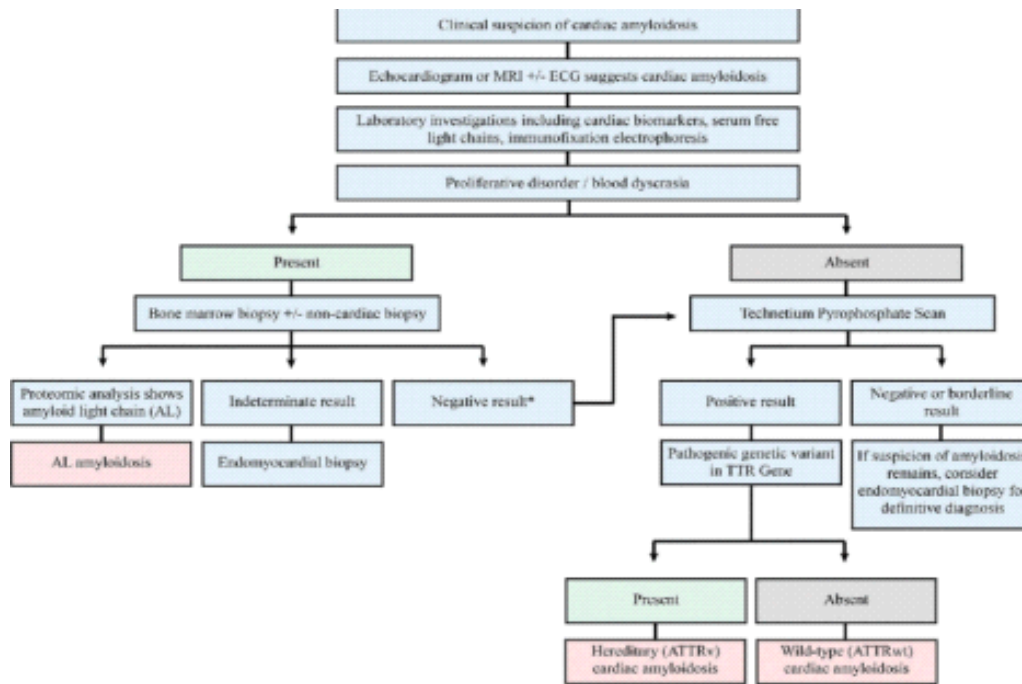 Clinical suspicion of cardiac amyloidosis
Echocardiogram or MRI +/- ECG suggests cardiac amyloidosis
Laboratory investigations including cardiac biomarkers, serum free
light chains, immunofixation electrophoresis
Proliferative disorder / blood dyscrasia
Present
Absent
Bone marrow biopsy +/- non-cardiac biopsy
Technetium Pyrophosphate Scan
Proteomic analysis shows
amyloid light chain (AL)
Indeterminate result
Negative result*
Positive result
Negative or borderline
result
AL amyloidosis
Endomyocardial biopsy
Pathogenic genetic variant
in TTR Gene
If suspicion of amyloidosis
remains, consider
endomyocardial biopsy fo
definitive diagnosis
Present
Absent
Hereditary (ATTRv)
cardiac amyloidosis
Wild-type (ATTRwt)
cardiac amyloidosis